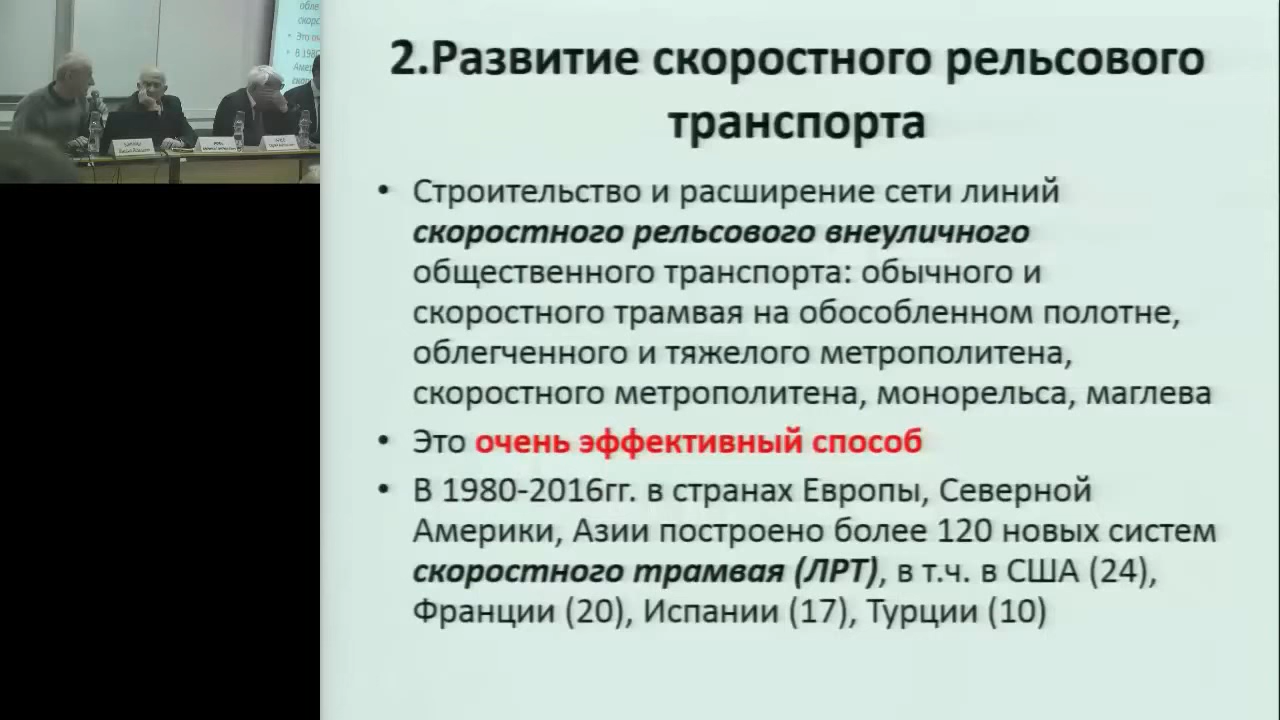 2.Развитие скоростного рельсового
транспорта
• Строительство и расширение сети линий
скоростного рельсового внеуличного
общественного транспорта: обычного и
скоростного трамвая на обособленном полотне,
облегченного и тяжелого метрополитена,
скоростного метрополитена, монорельса, маглева
• Это очень эффективный способ
• В 1980-2016гг. в странах Европы, Северной
Америки, Азии построено более 120 новых систем
скоростного трамвая (ЛРТ), в т.ч. в США (24),
Франции (20), Испании (17), Турции (10)